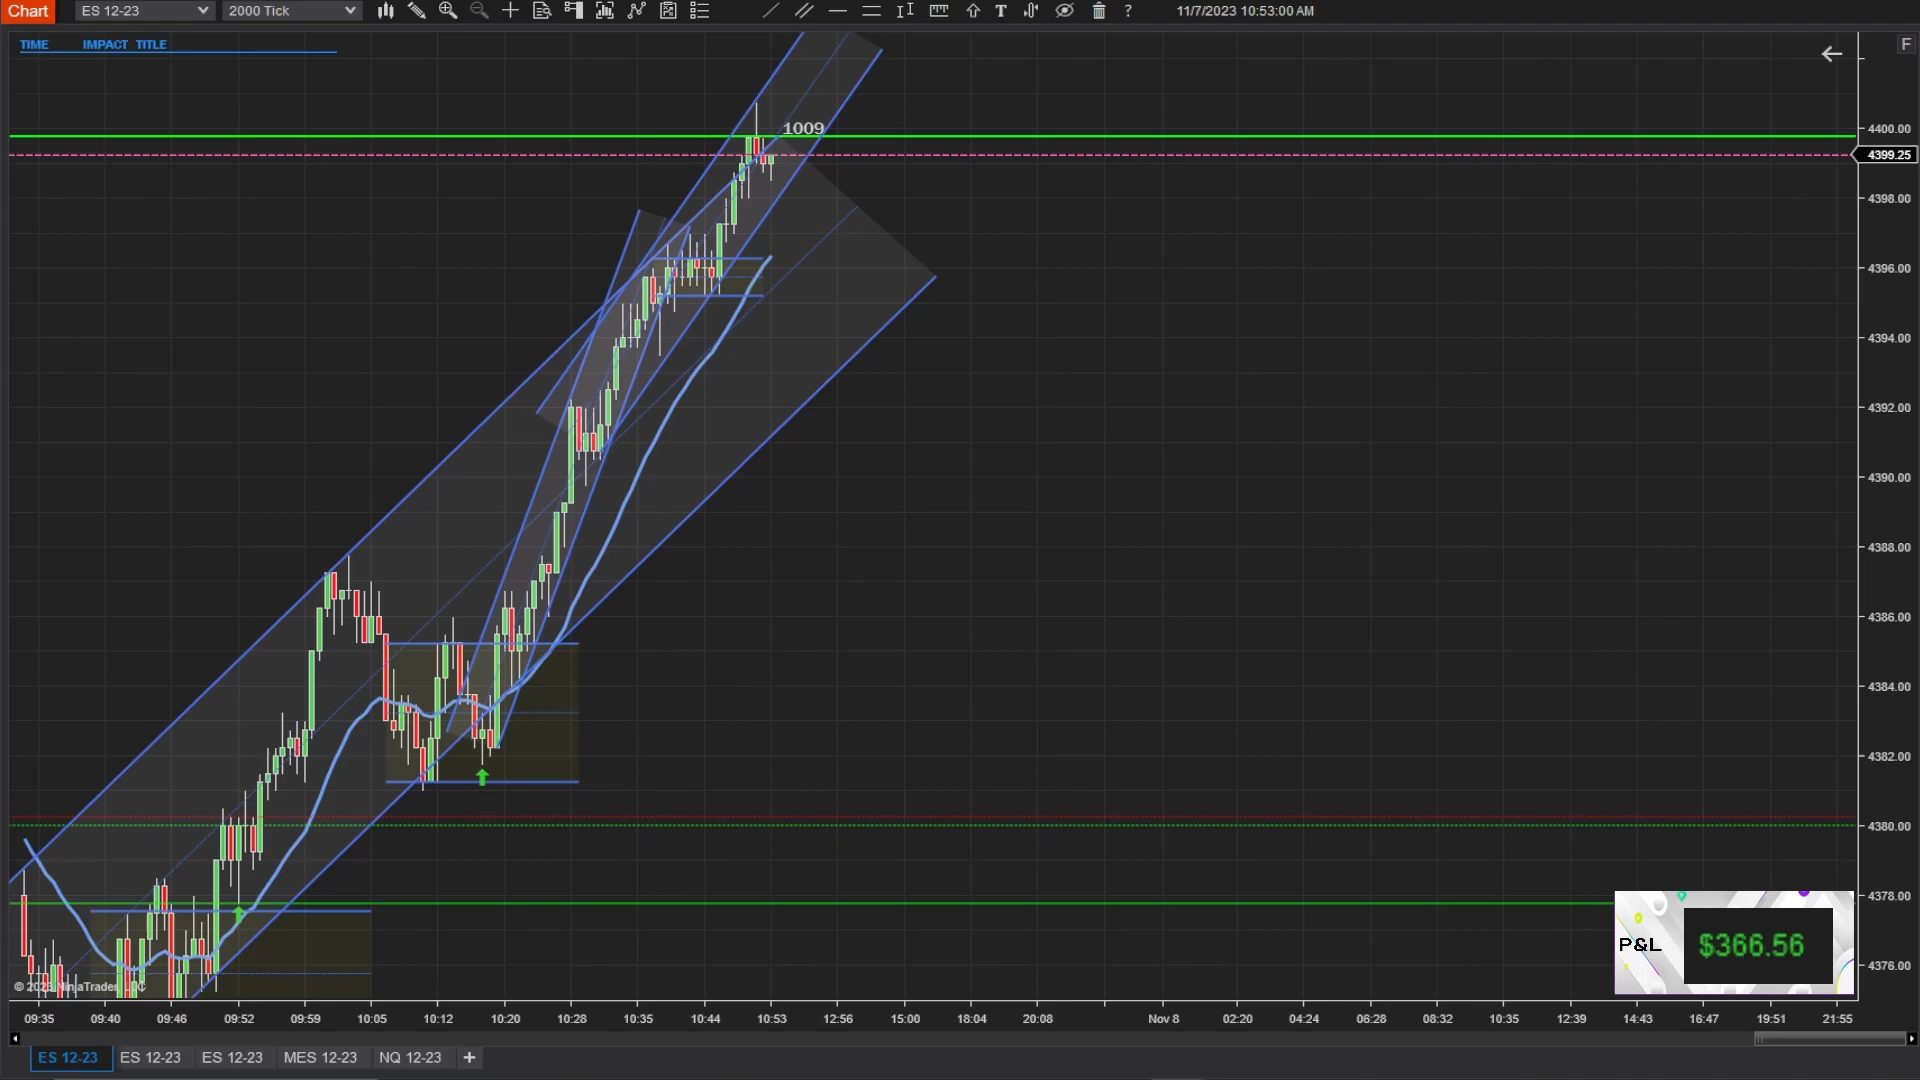 Chart ES 12-23 2000 Tick T ? 11/7/2023 10:53:00 AM
TIME IMPACT TITLE
F
1009
4400.00
4399.25
4398.00
4396.00
4394.00
4392.00
4390.00
4388.00
4386.00
4384.00
4382.00
4380.00
4378.00
P&L $366.56
4376.00
NinjaTrader
09:35 09:40 09:46 09:52 09:59 10:05 10:12 10:20 10:28 10:35 10:44 10:53 12:56 15:00 18:04 20:08 Nov 8 02:20 04:24 06:28 08:32 10:35 12:39 14:43 16:47 19:51 21:55
ES 12-23 ES 12-23 ES 12-23 MES 12-23 NQ 12-23 +